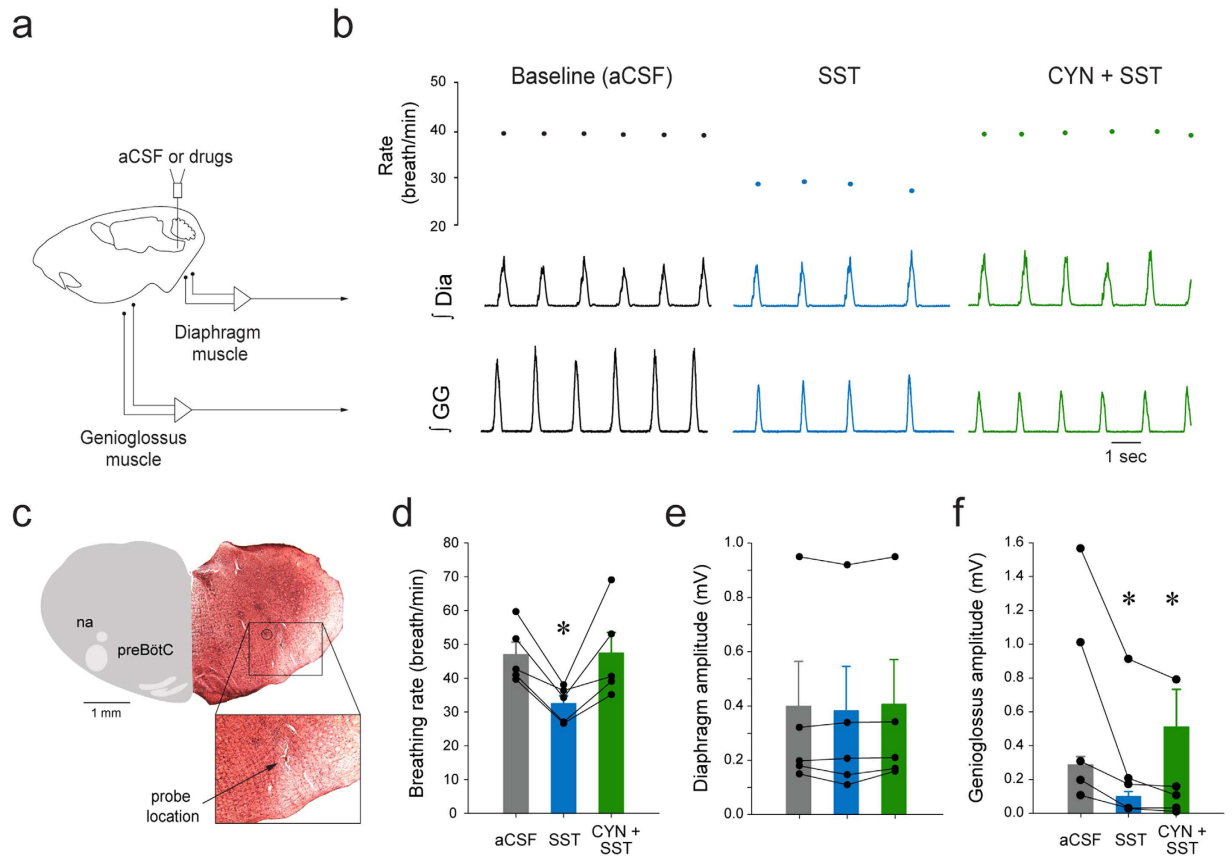 a
aCSF or drugs
Diaphragm
muscle
Genioglossus
muscle
b
Baseline (aCSF)
SST
CYN + SST
Rate
(breath/min)
50
40
30
20
∫ Dia
∫ GG
1 sec
c
na
preBötC
1 mm
probe
location
d
Breathing rate (breath/min)
80
70
60
50
40
30
20
10
0
*
aCSF
SST
CYN +
SST
e
Diaphragm amplitude (mV)
1.0
0.8
0.6
0.4
0.2
0.0
f
Genioglossus amplitude (mV)
1.6
1.4
1.2
1.0
0.8
0.6
0.4
0.2
0.0
*
*
aCSF
SST
CYN +
SST